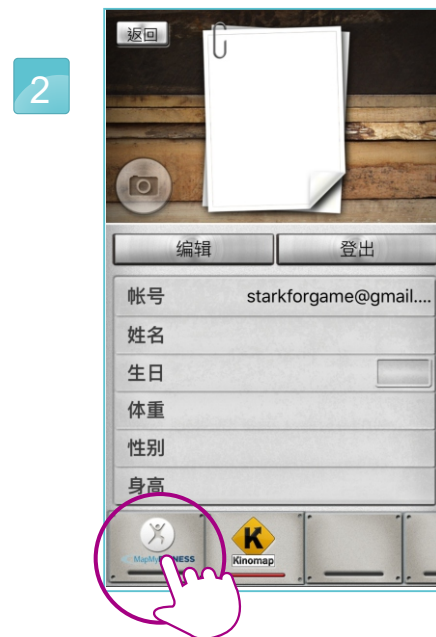 2
返回
编辑 登出
帐号 starkforgame@gmail....
姓名
生日
体重
性别
身高
MapMyFITNESS K
Kinomap